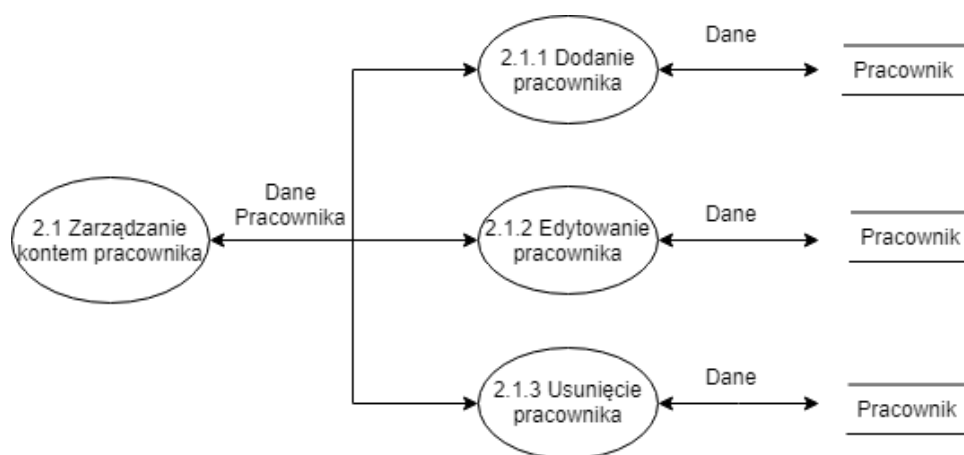 2.1.1 Dodanie
pracownika
Dane
Pracownik
2.1 Zarządzanie
kontem pracownika
Dane
Pracownika
2.1.2 Edytowanie
pracownika
Dane
Pracownik
2.1.3 Usunięcie
pracownika
Dane
Pracownik